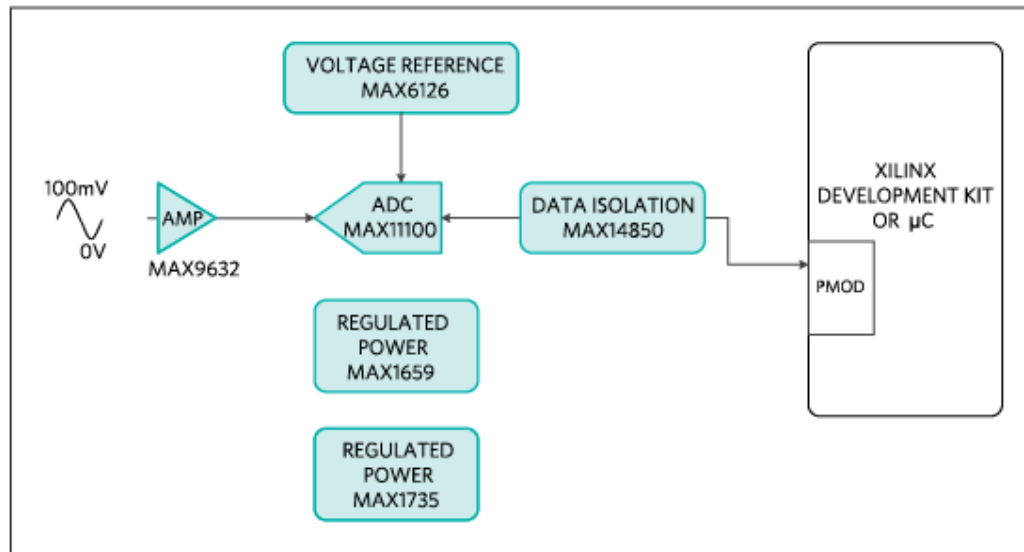 VOLTAGE REFERENCE
MAX6126
100mV
0V
AMP
MAX9632
ADC
MAX11100
DATA ISOLATION
MAX14850
XILINX
DEVELOPMENT KIT
OR µC
PMOD
REGULATED
POWER
MAX1659
REGULATED
POWER
MAX1735